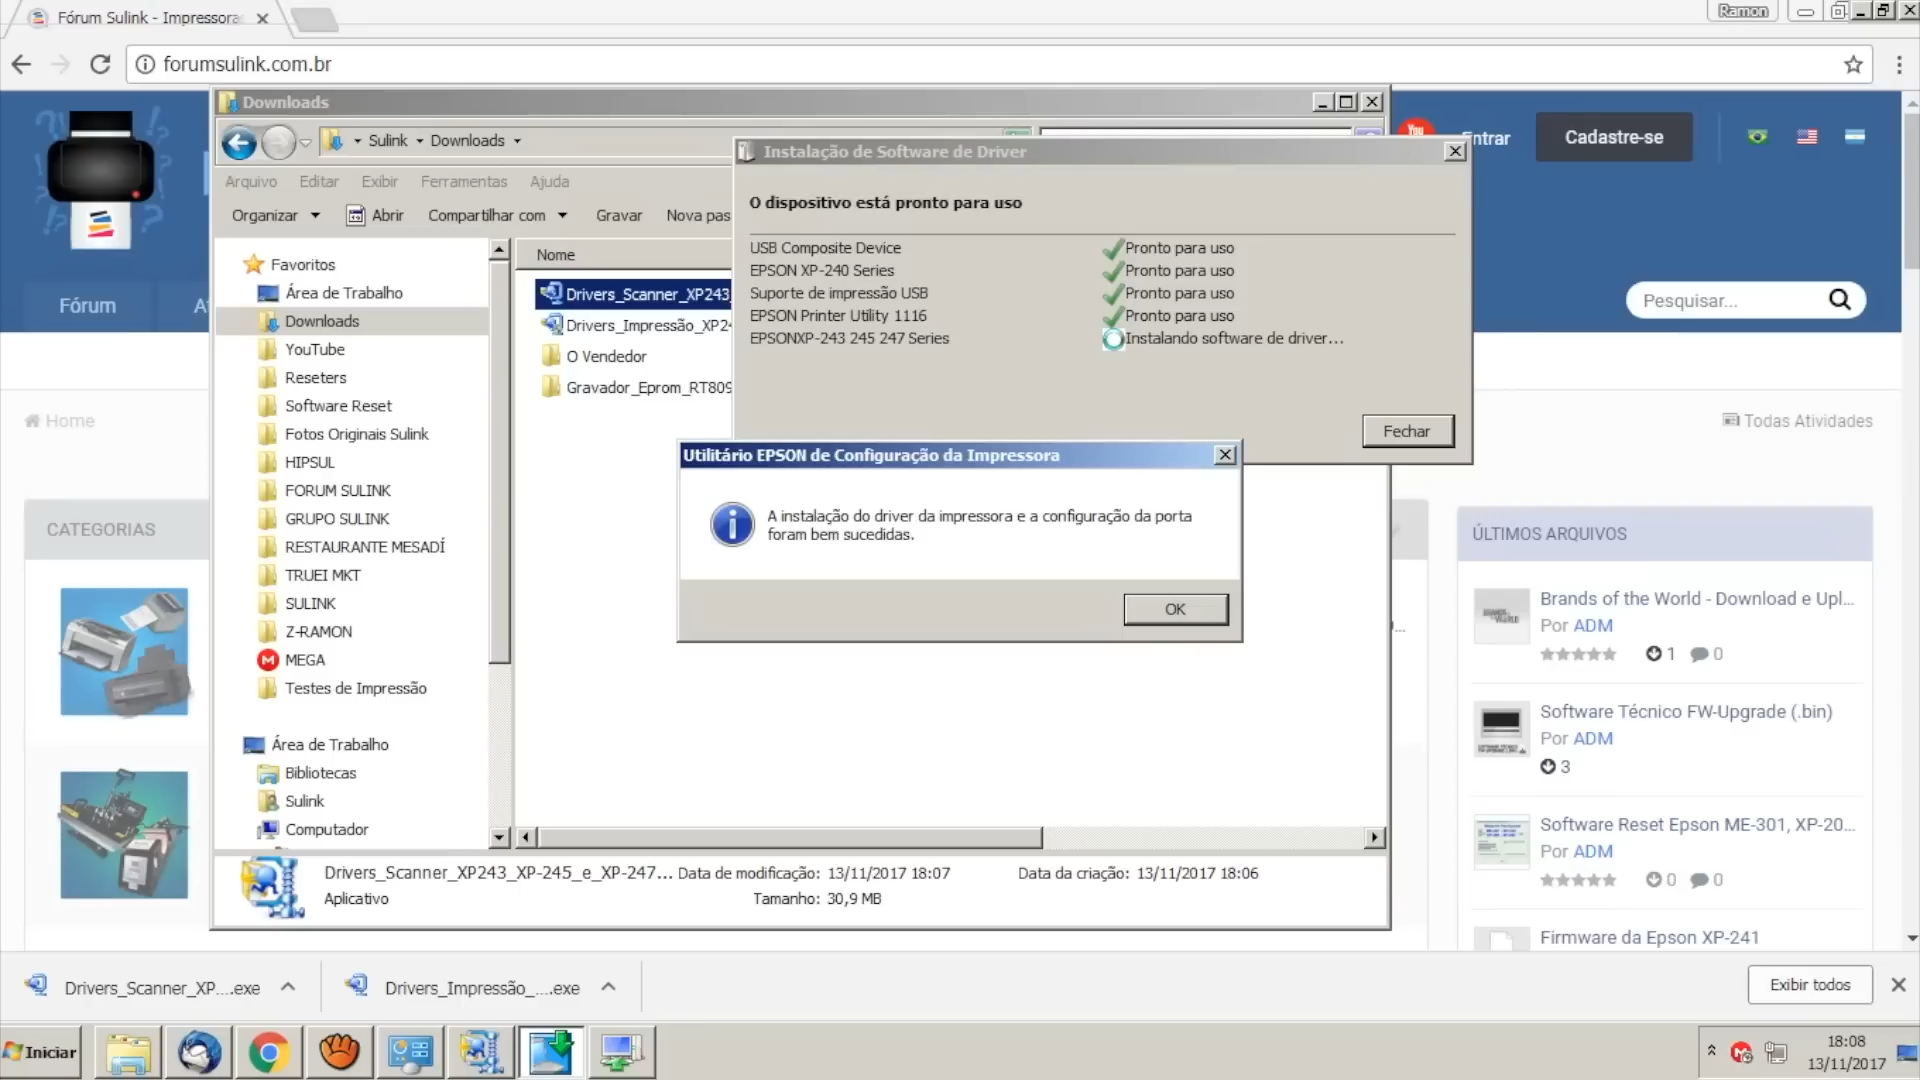 Fórum Sulink - Impressoras
Ramon
forumsulink.com.br
Downloads
Sulink
Downloads
Entrar
Cadastre-se
Instalação de Software de Driver
Arquivo Editar Exibir Ferramentas Ajuda
Organizar Abrir Compartilhar com Gravar Nova pas
O dispositivo está pronto para uso
USB Composite Device Pronto para uso
EPSON XP-240 Series Pronto para uso
Suporte de impressão USB Pronto para uso
EPSON Printer Utility 1116 Pronto para uso
EPSONXP-243 245 247 Series Instalando software de driver...
Fechar
Nome
Drivers_Scanner_XP243_
Drivers_Impressão_XP24
O Vendedor
Gravador_Eprom_RT809
Favoritos
Área de Trabalho
Downloads
YouTube
Reseters
Software Reset
Fotos Originais Sulink
HIPSUL
FORUM SULINK
GRUPO SULINK
RESTAURANTE MESADÍ
TRUEI MKT
SULINK
Z-RAMON
MEGA
Testes de Impressão
Área de Trabalho
Bibliotecas
Sulink
Computador
Utilitário EPSON de Configuração da Impressora
A instalação do driver da impressora e a configuração da porta
foram bem sucedidas.
OK
Drivers_Scanner_XP243_XP-245_e_XP-247... Data de modificação: 13/11/2017 18:07 Data da criação: 13/11/2017 18:06
Aplicativo Tamanho: 30,9 MB
Fórum
Pesquisar...
Home
Todas Atividades
CATEGORIAS
ÚLTIMOS ARQUIVOS
Brands of the World - Download e Upl...
Por ADM
1 0
Software Técnico FW-Upgrade (.bin)
Por ADM
3
Software Reset Epson ME-301, XP-20...
Por ADM
0 0
Firmware da Epson XP-241
Drivers_Scanner_XP....exe
Drivers_Impressão_....exe
Exibir todos
Iniciar
18:08
13/11/2017